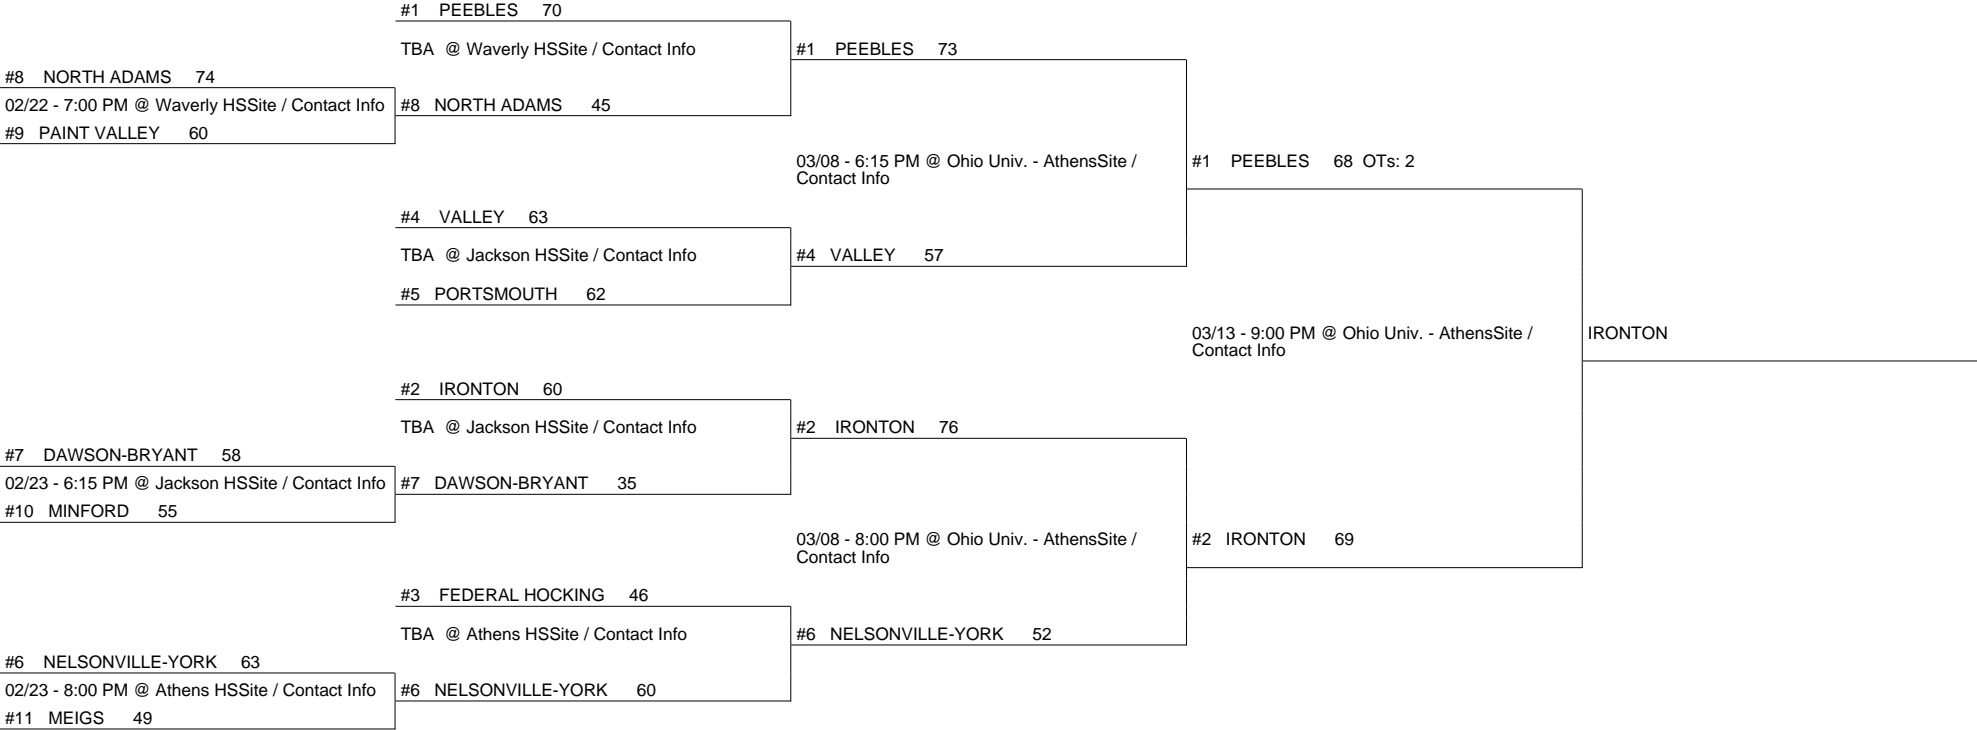 #1 PEEBLES 70
TBA @ Waverly HSSite / Contact Info
#1 PEEBLES 73
#8 NORTH ADAMS 74
02/22 - 7:00 PM @ Waverly HSSite / Contact Info
#8 NORTH ADAMS 45
#9 PAINT VALLEY 60
03/08 - 6:15 PM @ Ohio Univ. - AthensSite /
Contact Info
#1 PEEBLES 68 OTs: 2
#4 VALLEY 63
TBA @ Jackson HSSite / Contact Info
#4 VALLEY 57
#5 PORTSMOUTH 62
03/13 - 9:00 PM @ Ohio Univ. - AthensSite /
Contact Info
IRONTON
#2 IRONTON 60
TBA @ Jackson HSSite / Contact Info
#2 IRONTON 76
#7 DAWSON-BRYANT 58
02/23 - 6:15 PM @ Jackson HSSite / Contact Info
#7 DAWSON-BRYANT 35
#10 MINFORD 55
03/08 - 8:00 PM @ Ohio Univ. - AthensSite /
Contact Info
#2 IRONTON 69
#3 FEDERAL HOCKING 46
TBA @ Athens HSSite / Contact Info
#6 NELSONVILLE-YORK 52
#6 NELSONVILLE-YORK 63
02/23 - 8:00 PM @ Athens HSSite / Contact Info
#6 NELSONVILLE-YORK 60
#11 MEIGS 49